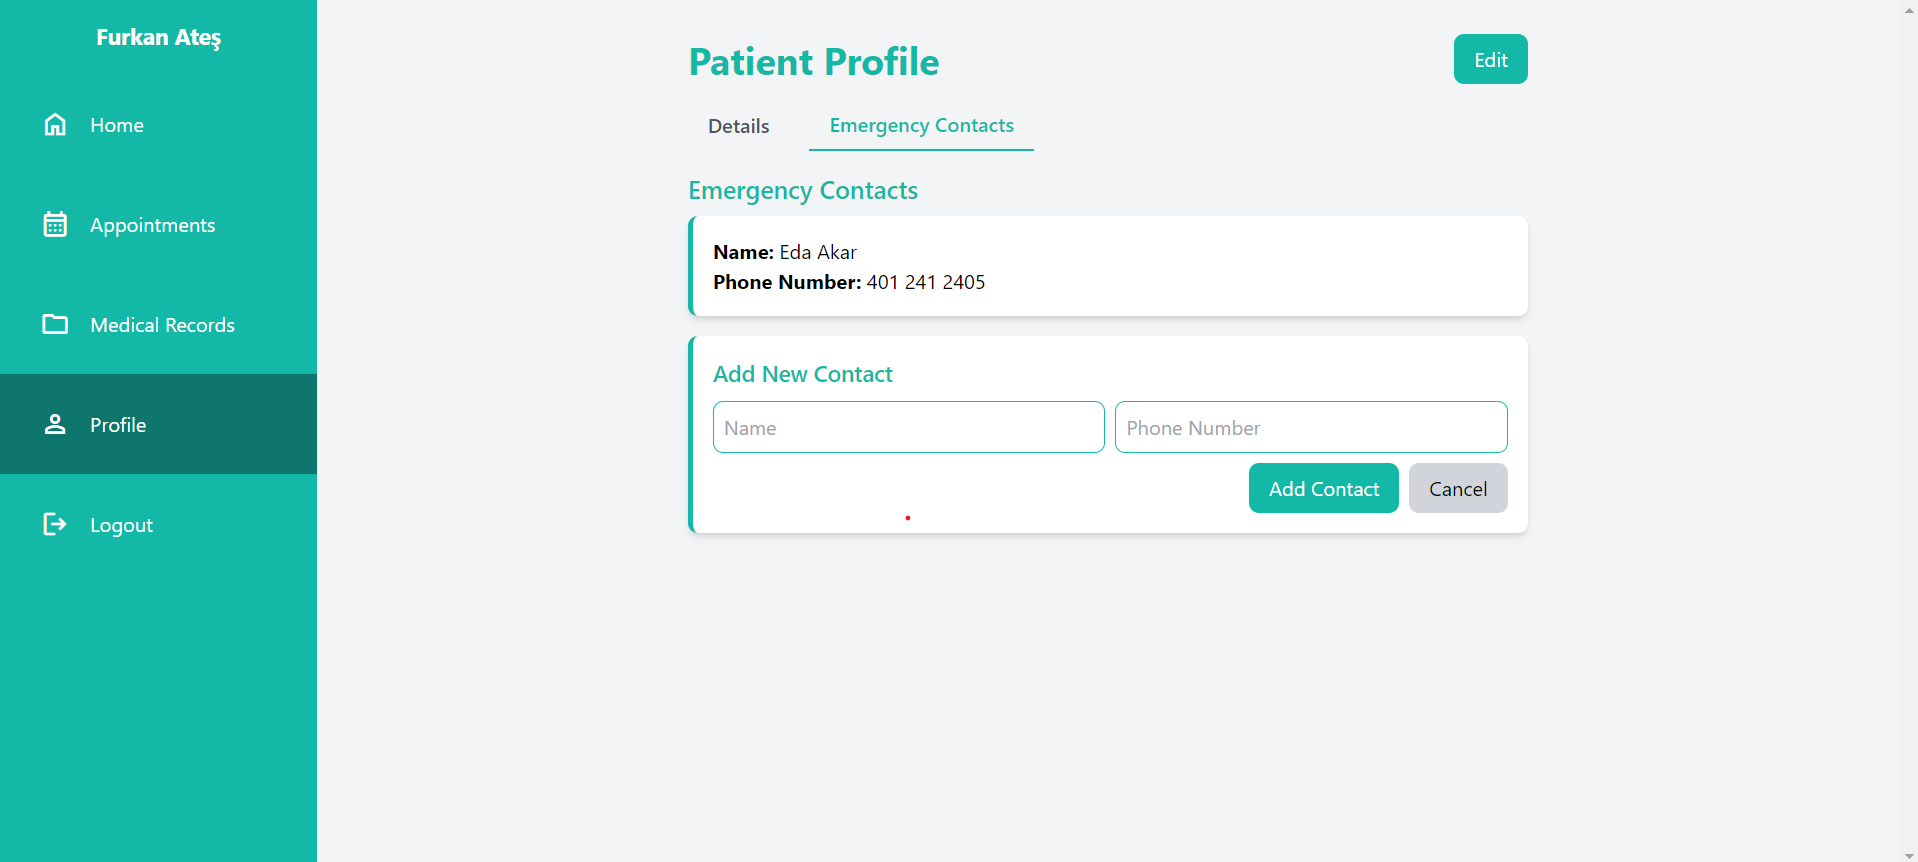 Furkan Ateş
Home
Appointments
Medical Records
Profile
Logout
Patient Profile
Edit
Details
Emergency Contacts
Emergency Contacts
Name: Eda Akar
Phone Number: 401 241 2405
Add New Contact
Name
Phone Number
Add Contact
Cancel